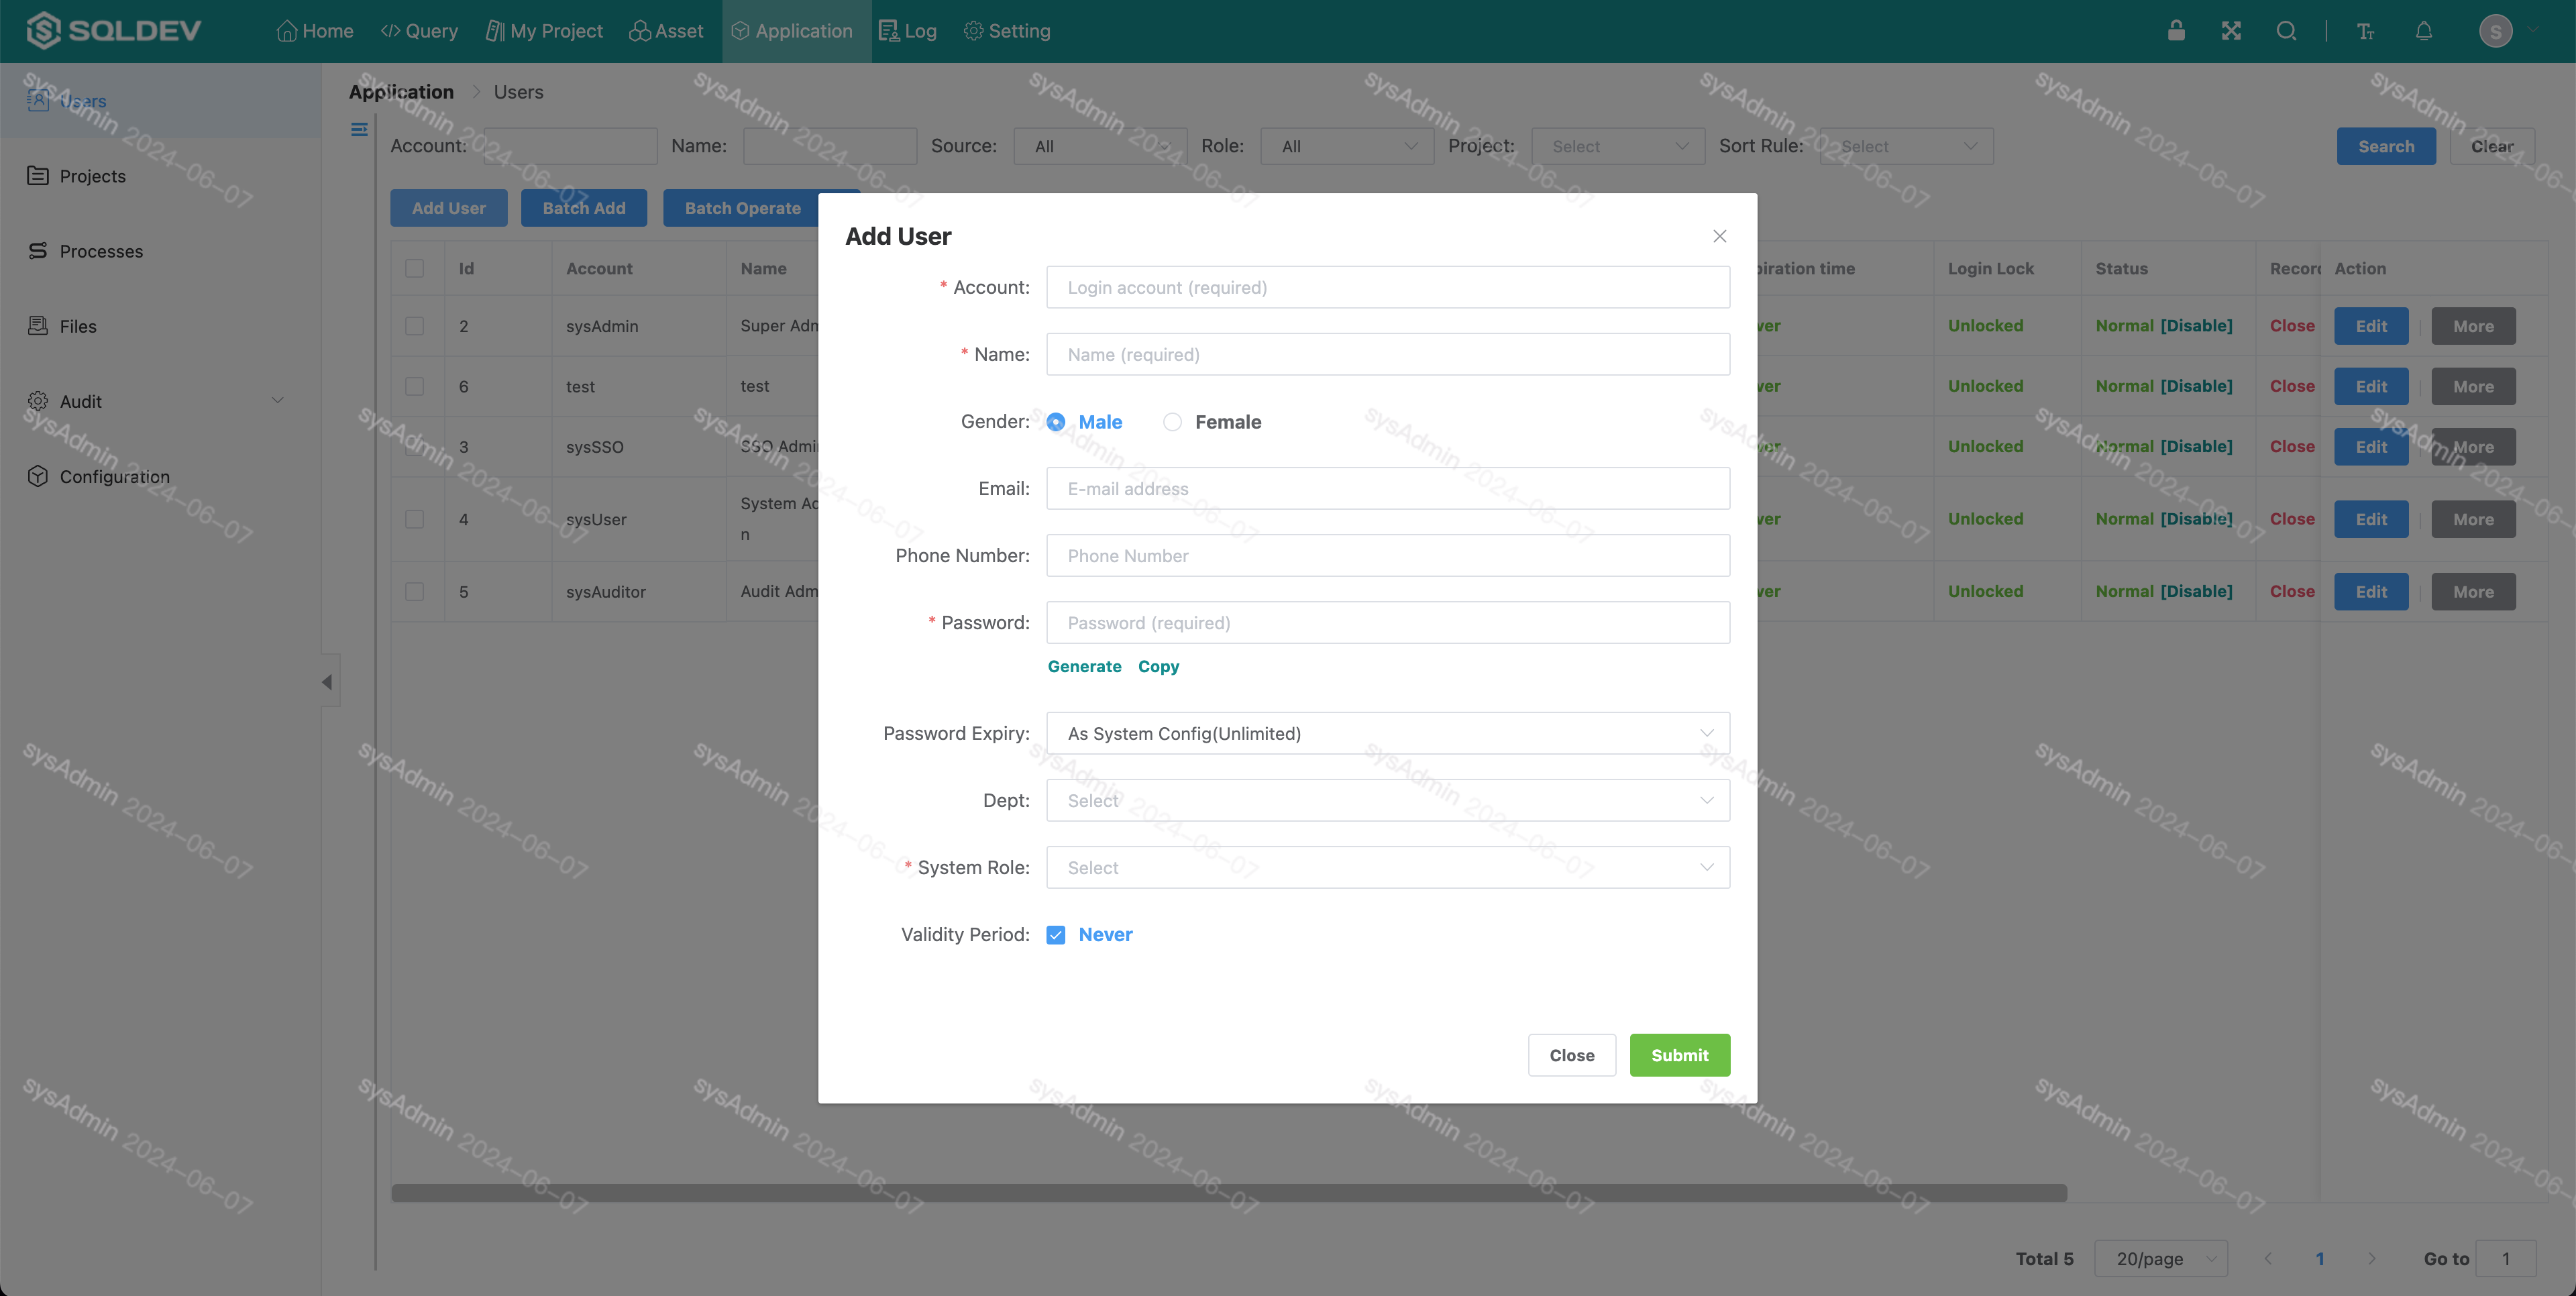 SQLDEV Home Query My Project Asset Application Log Setting S
Users
Projects
Processes
Files
Audit
Configuration
Application > Users
Account: Name: Source: All Role: All Project: Select Sort Rule: Select Search Clear
Add User Batch Add Batch Operate
Id Account Name piration time Login Lock Status Record Action
2 sysAdmin Super Adm ver Unlocked Normal [Disable] Close Edit More
6 test test ver Unlocked Normal [Disable] Close Edit More
3 sysSSO SSO Admi ver Unlocked Normal [Disable] Close Edit More
4 sysUser System Ad
n ver Unlocked Normal [Disable] Close Edit More
5 sysAuditor Audit Adm ver Unlocked Normal [Disable] Close Edit More
Add User
* Account: Login account (required)
* Name: Name (required)
Gender: Male Female
Email: E-mail address
Phone Number: Phone Number
* Password: Password (required)
Generate Copy
Password Expiry: As System Config(Unlimited)
Dept: Select
* System Role: Select
Validity Period: Never
Close Submit
Total 5 20/page 1 Go to 1
sysAdmin 2024-06-07